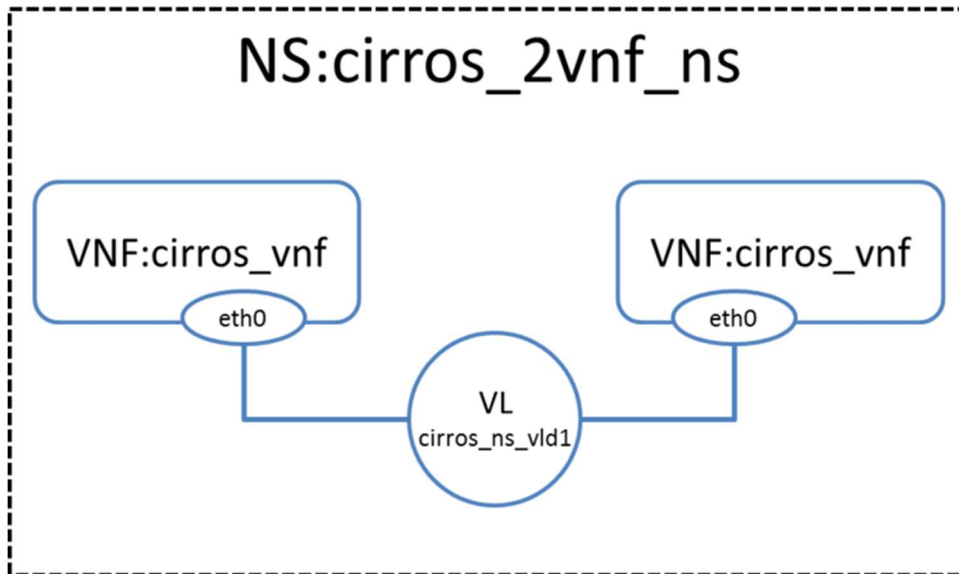 NS:cirros_2vnf_ns
VNF:cirros_vnf
VNF:cirros_vnf
eth0
eth0
VL
cirros_ns_vld1